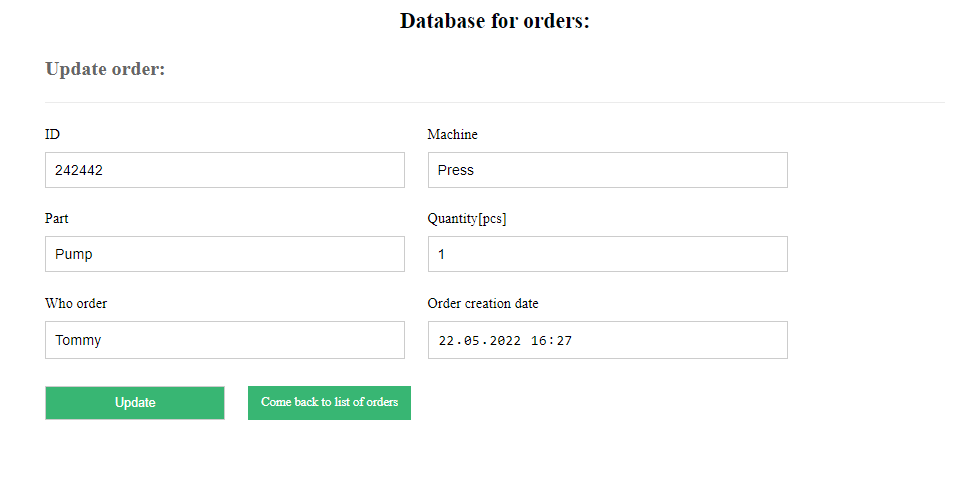 Database for orders:
Update order:
ID
Machine
242442
Press
Part
Quantity[pcs]
Pump
1
Who order
Order creation date
Tommy
22.05.2022 16:27
Update
Come back to list of orders